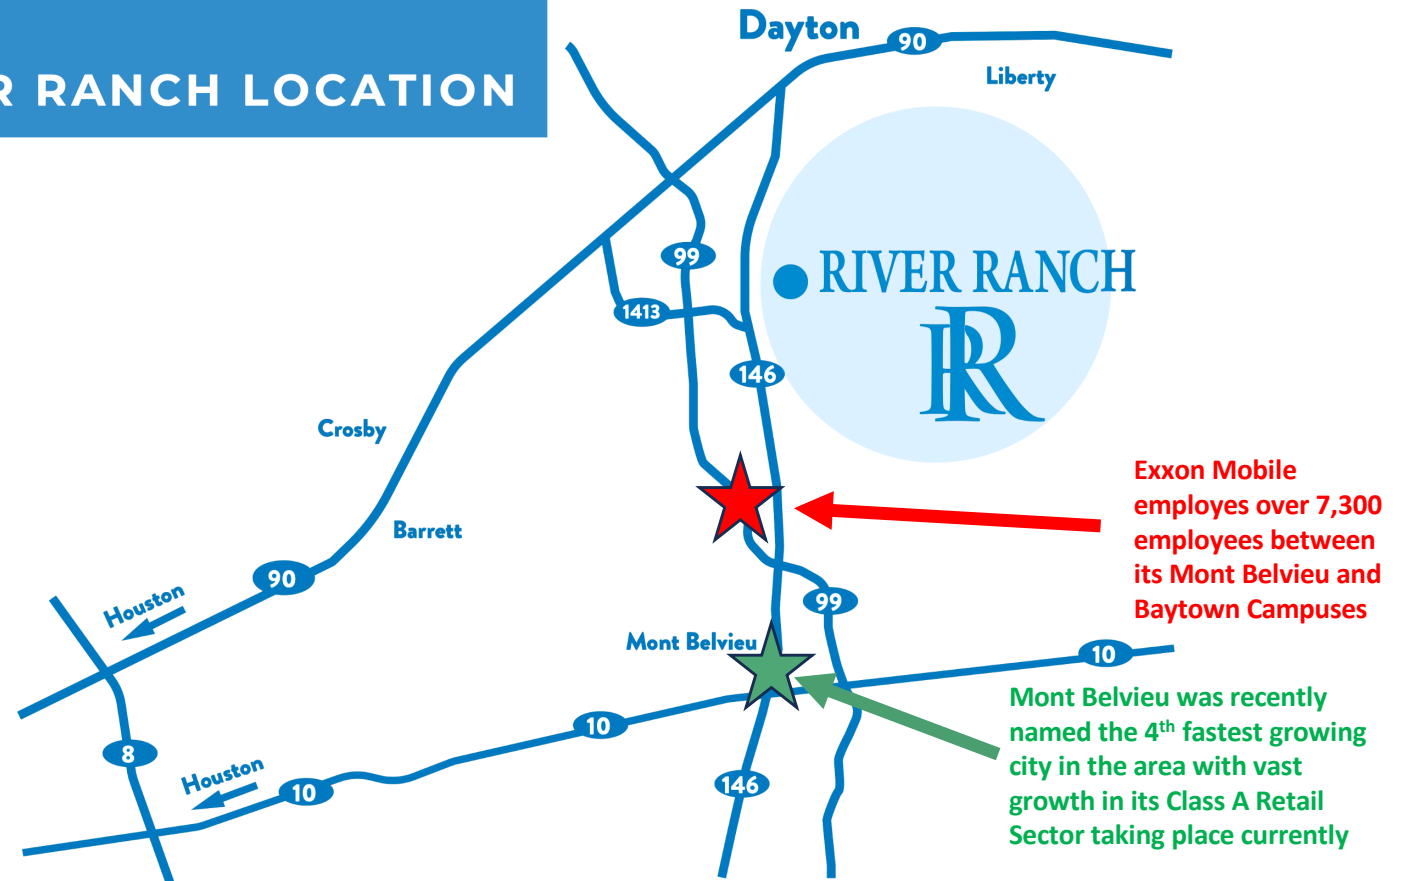 R RANCH LOCATION
Dayton
90
Liberty
99
RIVER RANCH
RR
1413
146
Crosby
Exxon Mobile
employes over 7,300
employees between
its Mont Belvieu and
Baytown Campuses
Barrett
90
Houston
99
Mont Belvieu
10
Mont Belvieu was recently
named the 4th fastest growing
city in the area with vast
growth in its Class A Retail
Sector taking place currently
10
8
Houston
10
146